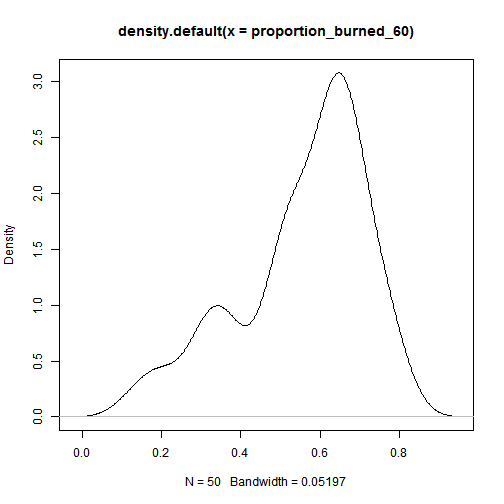 density.default(x = proportion_burned_60)
Density
3.0
2.5
2.0
1.5
1.0
0.5
0.0
0.0 0.2 0.4 0.6 0.8
N = 50 Bandwidth = 0.05197